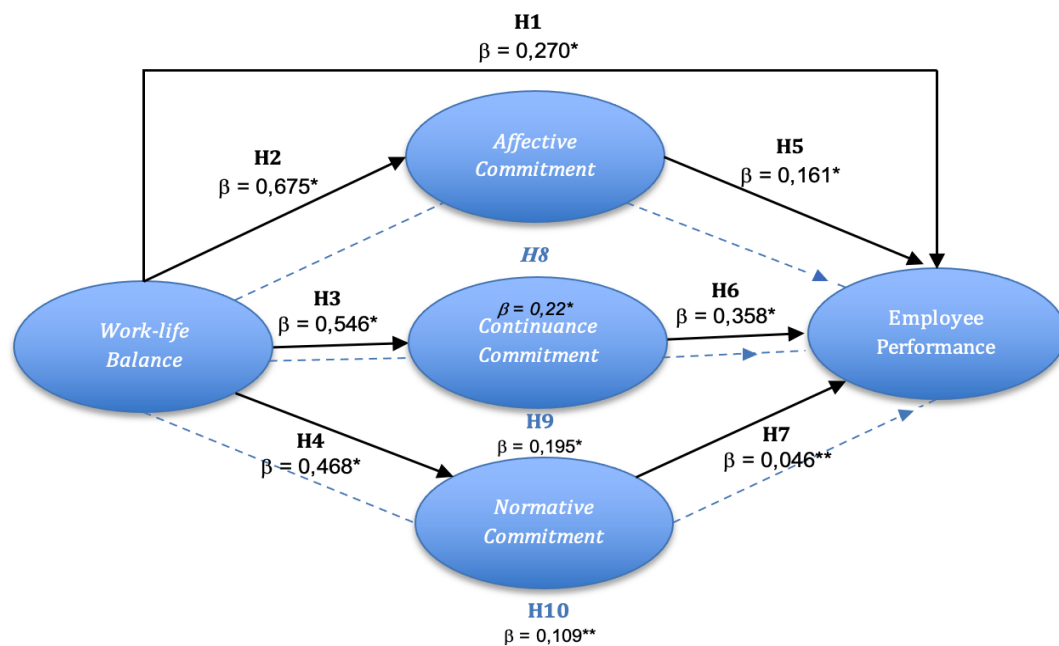 H1
β = 0,270*
Affective
Commitment
H2
β = 0,675*
H5
β = 0,161*
H8
β = 0,22*
Work-life
Balance
H3
β = 0,546*
Continuance
Commitment
H6
β = 0,358*
Employee
Performance
H9
β = 0,195*
H4
β = 0,468*
H7
β = 0,046**
Normative
Commitment
H10
β = 0,109**